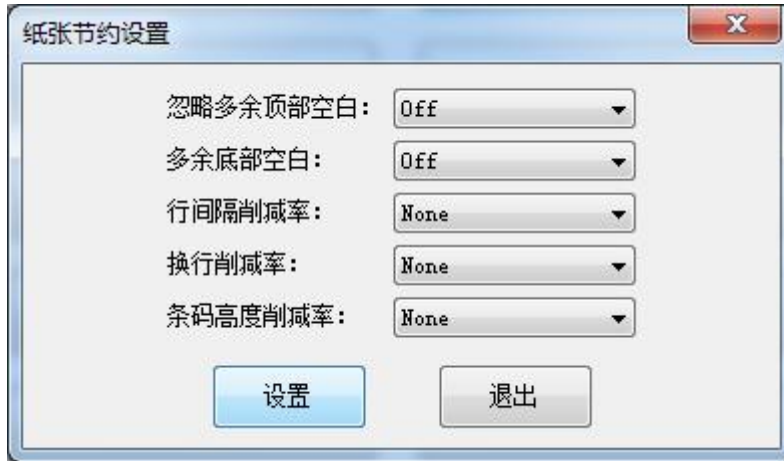 纸张节约设置
忽略多余顶部空白： Off
多余底部空白： Off
行间隔削减率： None
换行削减率： None
条码高度削减率： None
设置 退出